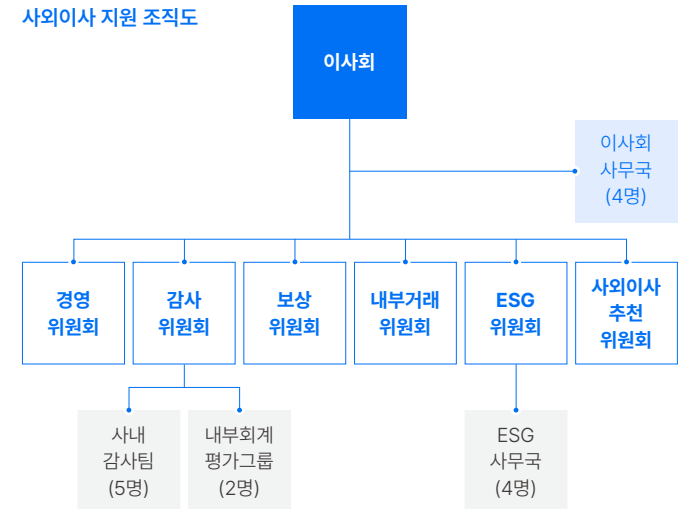 사외이사 지원 조직도
이사회
이사회
사무국
(4명)
경영
위원회
감사
위원회
보상
위원회
내부거래
위원회
ESG
위원회
사외이사
추천
위원회
사내
감사팀
(5명)
내부회계
평가그룹
(2명)
ESG
사무국
(4명)